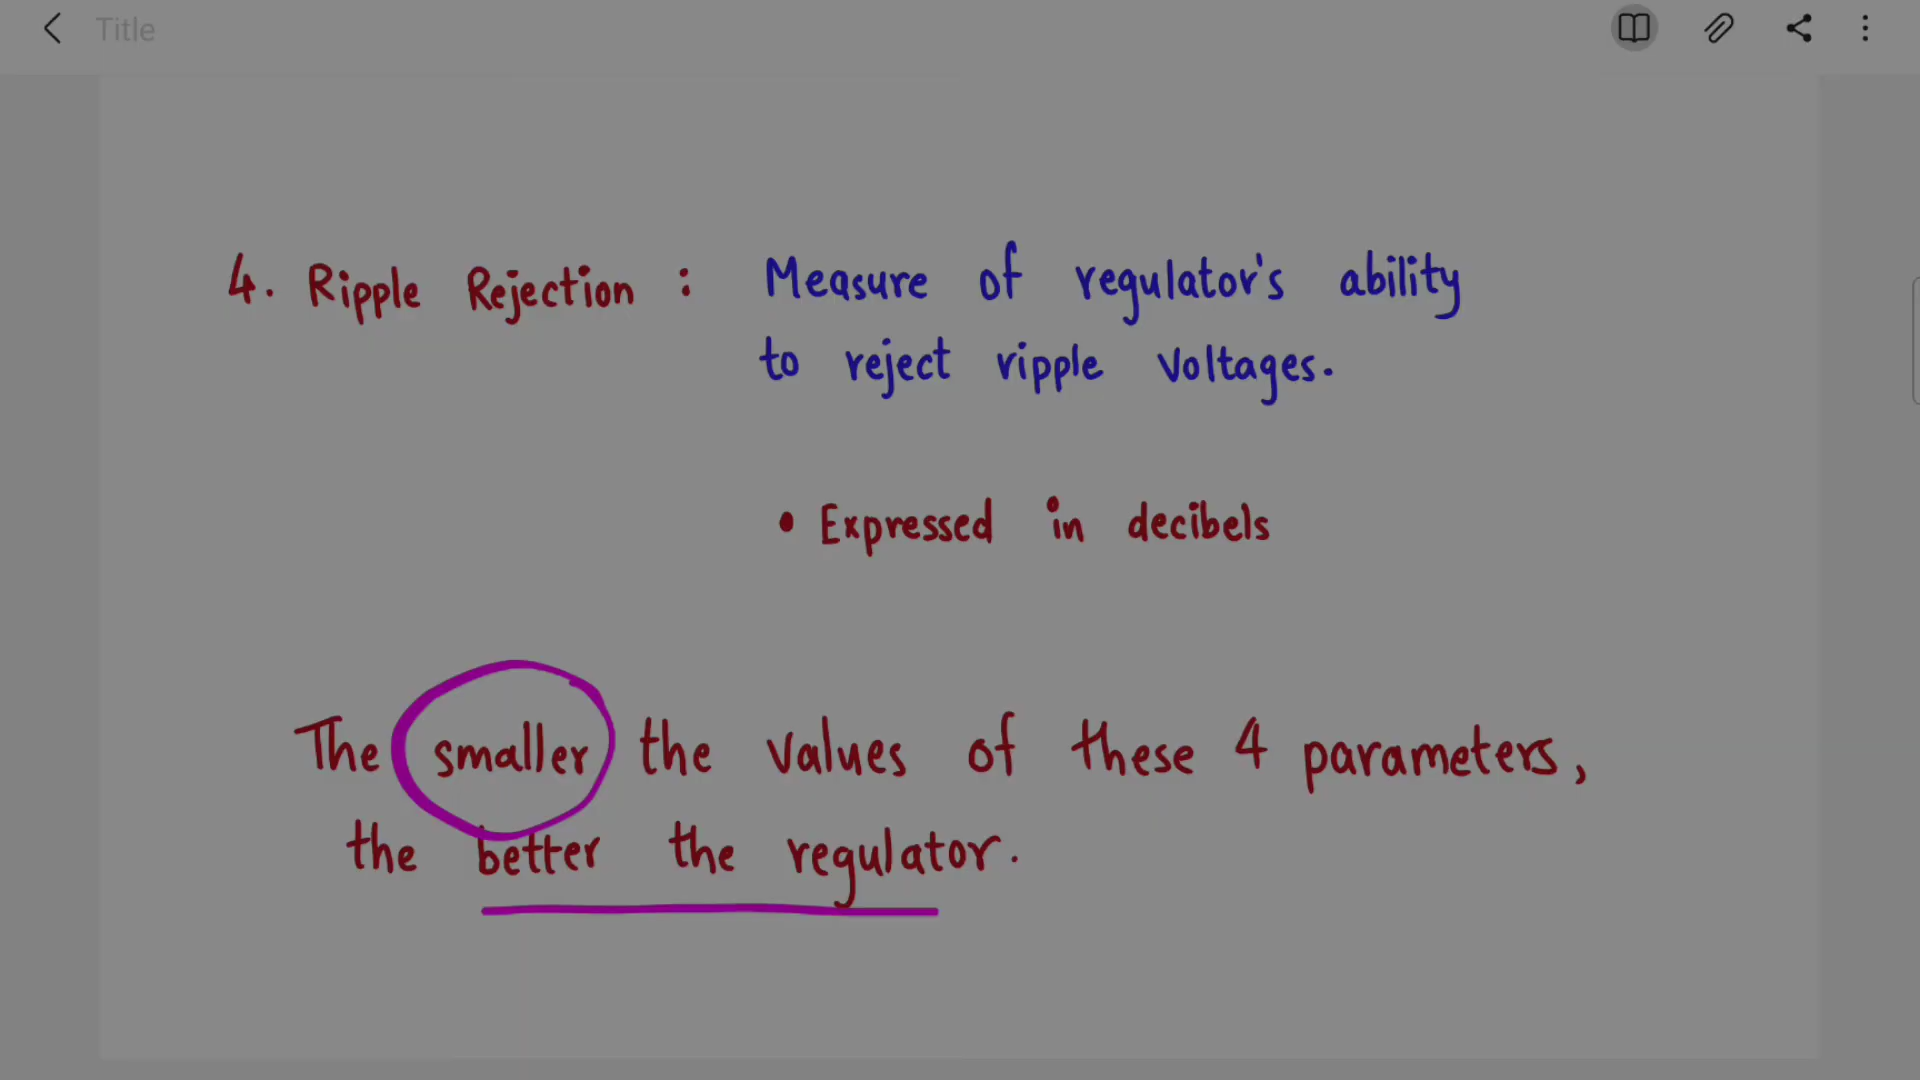 Title
4. Ripple Rejection : Measure of regulator's ability
to reject ripple voltages.
• Expressed in decibels
The smaller the values of these 4 parameters,
the better the regulator.